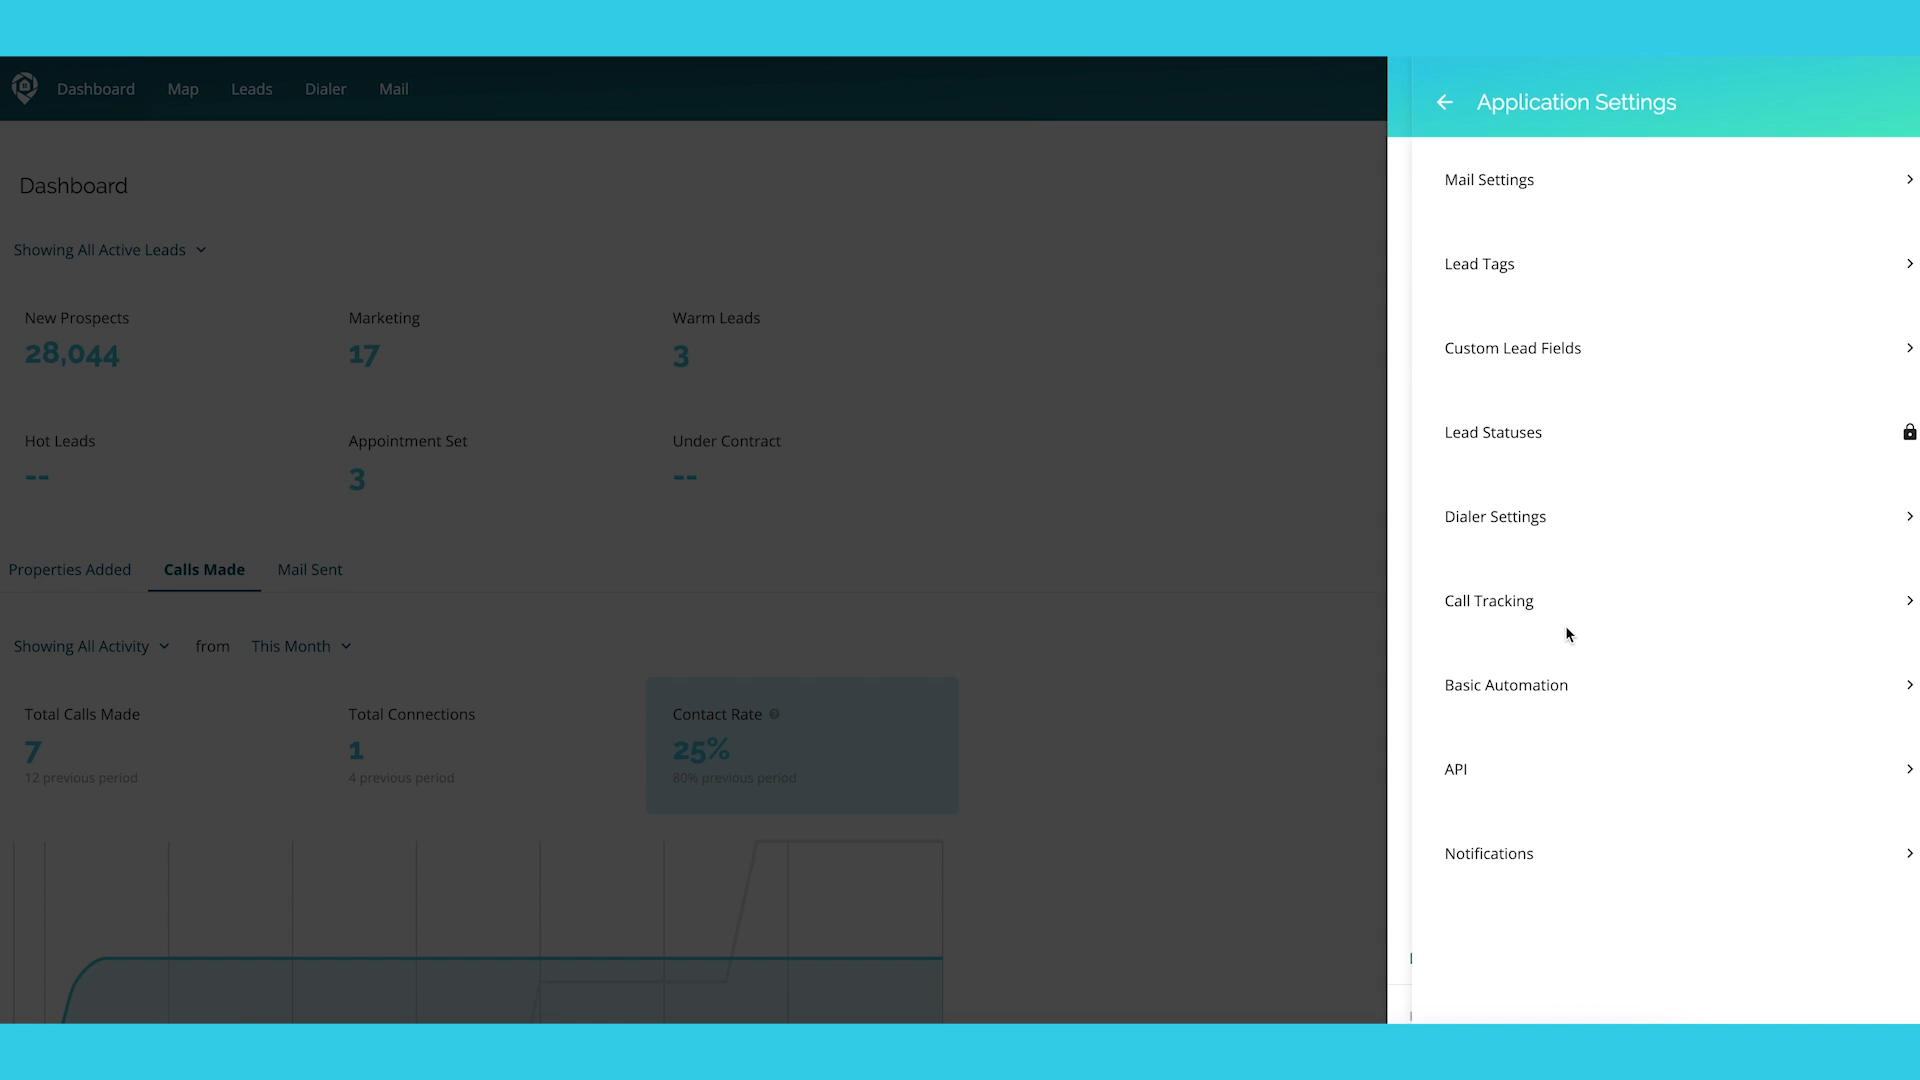 Dashboard Map Leads Dialer Mail
Dashboard
Showing All Active Leads
New Prospects Marketing Warm Leads
28,044 17 3
Hot Leads Appointment Set Under Contract
-- 3 --
Properties Added Calls Made Mail Sent
Showing All Activity from This Month
Total Calls Made Total Connections Contact Rate
7 1 25%
12 previous period 4 previous period 80% previous period
Application Settings
Mail Settings
Lead Tags
Custom Lead Fields
Lead Statuses
Dialer Settings
Call Tracking
Basic Automation
API
Notifications